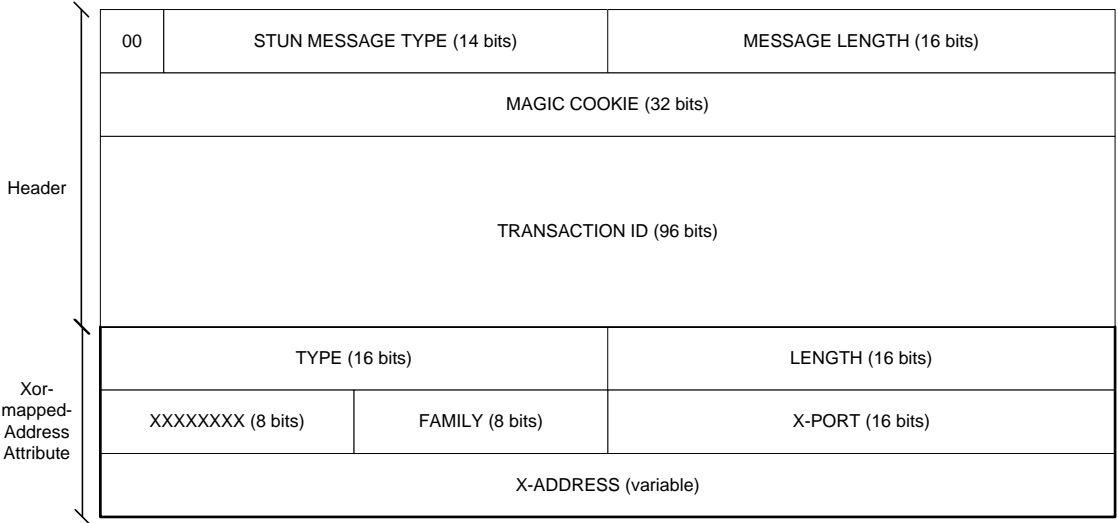 00
STUN MESSAGE TYPE (14 bits)
MESSAGE LENGTH (16 bits)
MAGIC COOKIE (32 bits)
Header
TRANSACTION ID (96 bits)
TYPE (16 bits)
LENGTH (16 bits)
Xor-
mapped-
Address
Attribute
XXXXXXXX (8 bits)
FAMILY (8 bits)
X-PORT (16 bits)
X-ADDRESS (variable)